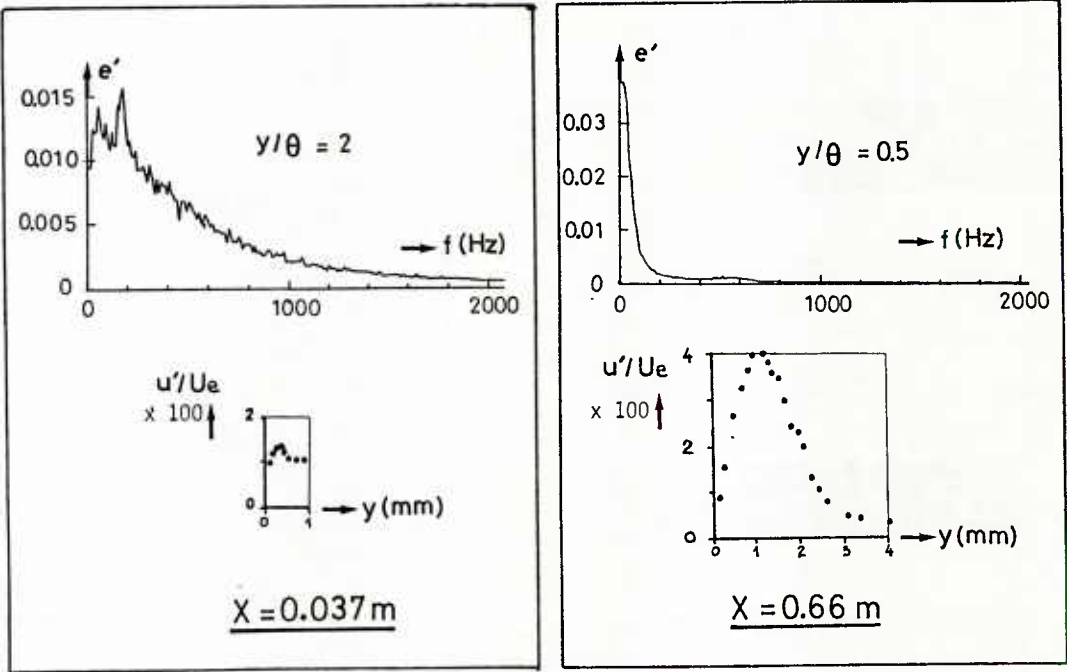 e′
0.015
0.010
0.005
0
y/θ = 2
f (Hz)
0 1000 2000
u′/Ue
x 100
2
0
0 1
y (mm)
X = 0.037 m
e′
0.03
0.02
0.01
0
y/θ = 0.5
f (Hz)
0 1000 2000
u′/Ue
x 100
4
2
0
0 1 2 3 4
y (mm)
X = 0.66 m